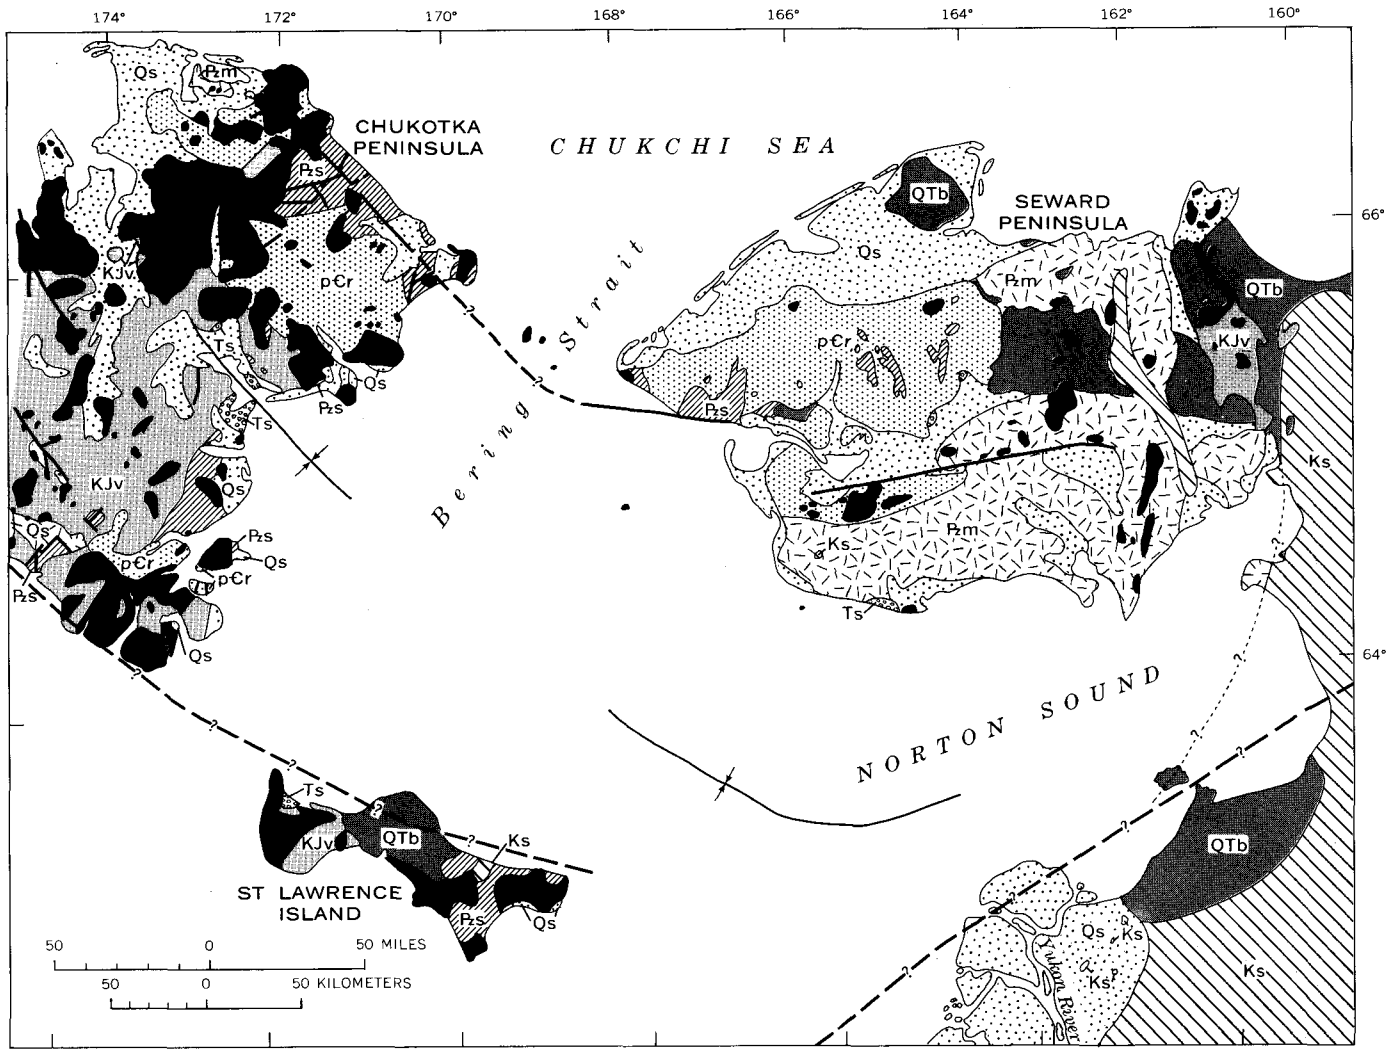 174° 172° 170° 168° 166° 164° 162° 160°
Qs
Pzm
CHUKOTKA
PENINSULA
CHUKCHI SEA
Pzs
QTb
SEWARD
PENINSULA
66°
Qs
KJv
pЄr
Pzm
QTb
Bering Strait
Ts
pЄr
KJv
Qs
Pzs
Pzs
Ts
Ks
KJv
Qs
Qs
Pzs
Pzm
Ks
pЄr
Qs
pЄr
Pzs
Ts
Qs
64°
NORTON SOUND
Ts
KJv
QTb
Ks
QTb
ST LAWRENCE
ISLAND
Pzs
Qs
Qs
Ks
50 0 50 MILES
Yukon River
Ks
Ks
50 0 50 KILOMETERS